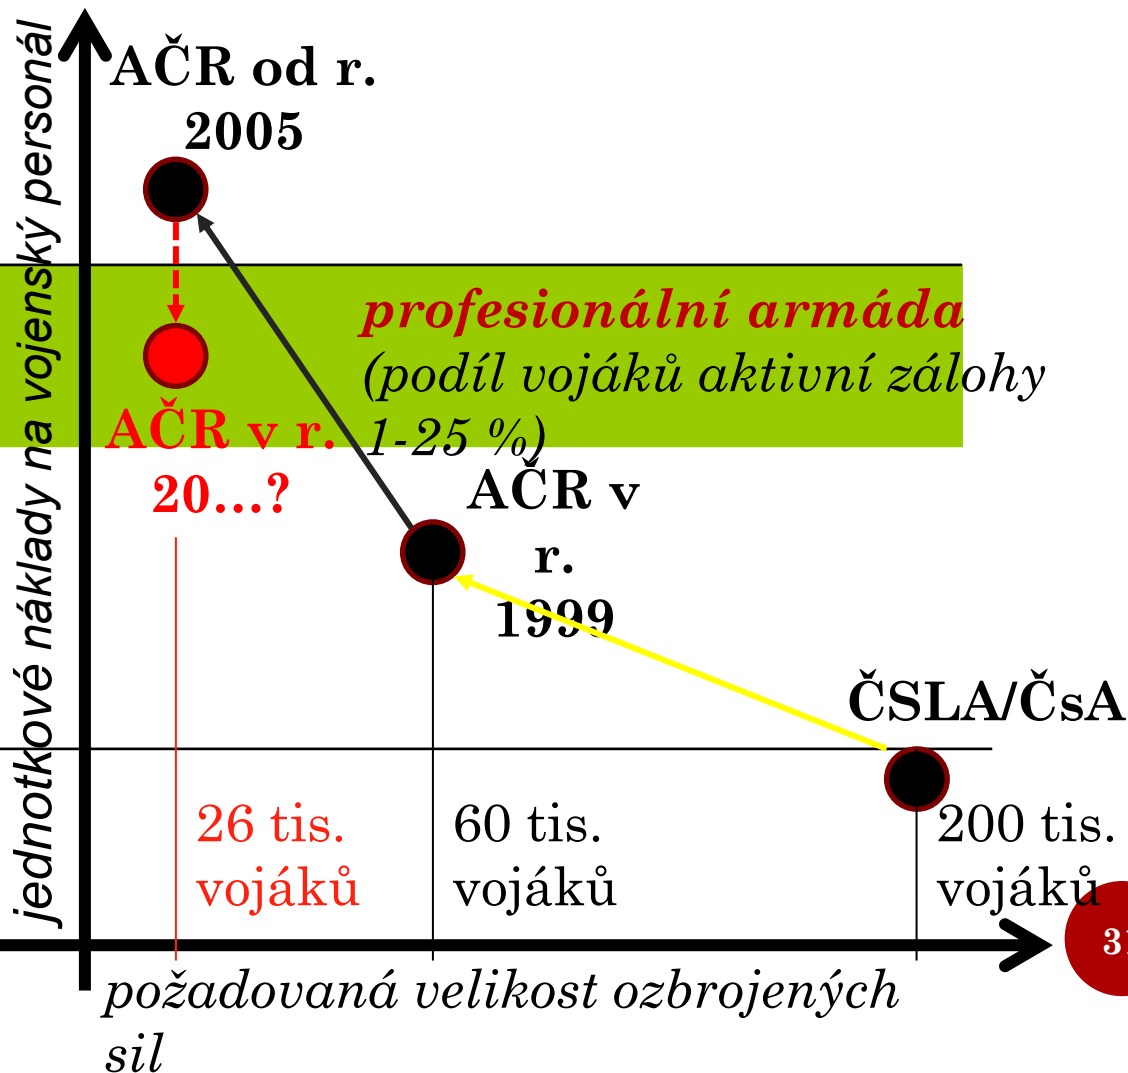 jednotkové náklady na vojenský personál
AČR od r.
2005
profesionální armáda
(podíl vojáků aktivní zálohy
1-25 %)
AČR v r.
20…?
AČR v
r.
1999
ČSLA/ČsA
26 tis.
vojáků
60 tis.
vojáků
200 tis.
vojáků
požadovaná velikost ozbrojených
sil